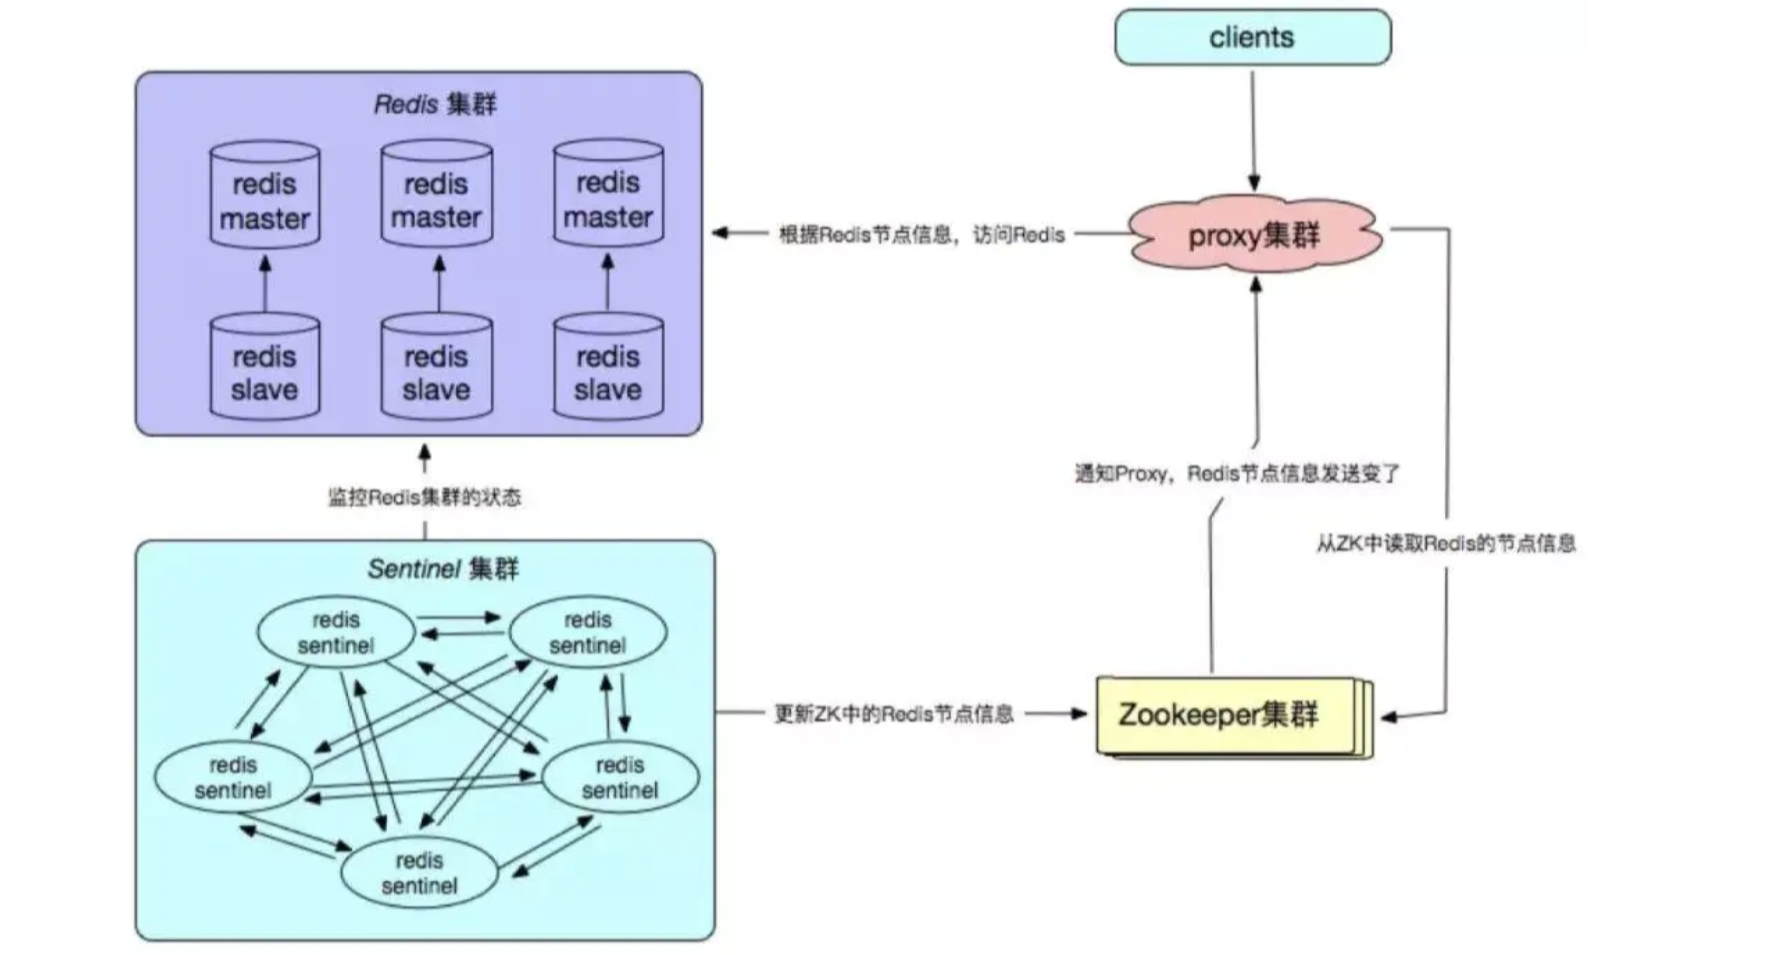 clients
Redis 集群
redis
master
redis
master
redis
master
redis
slave
redis
slave
redis
slave
根据Redis节点信息，访问Redis
proxy集群
监控Redis集群的状态
通知Proxy，Redis节点信息发送变了
从ZK中读取Redis的节点信息
Sentinel 集群
redis
sentinel
redis
sentinel
redis
sentinel
redis
sentinel
redis
sentinel
更新ZK中的Redis节点信息
Zookeeper集群